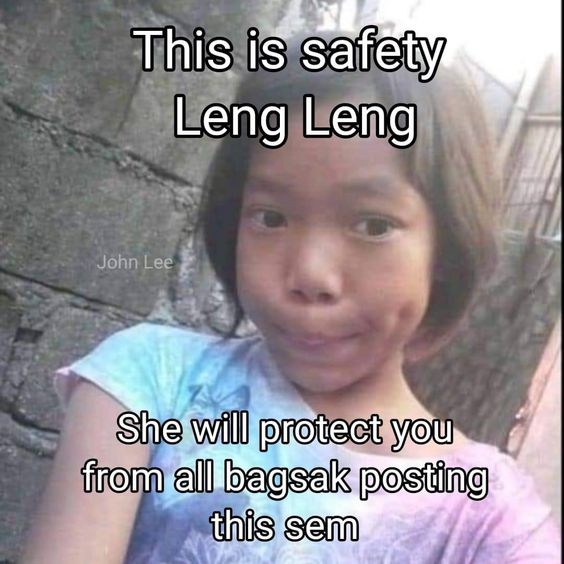 This is safety
Leng Leng
John Lee
She will protect you
from all bagsak posting
this sem